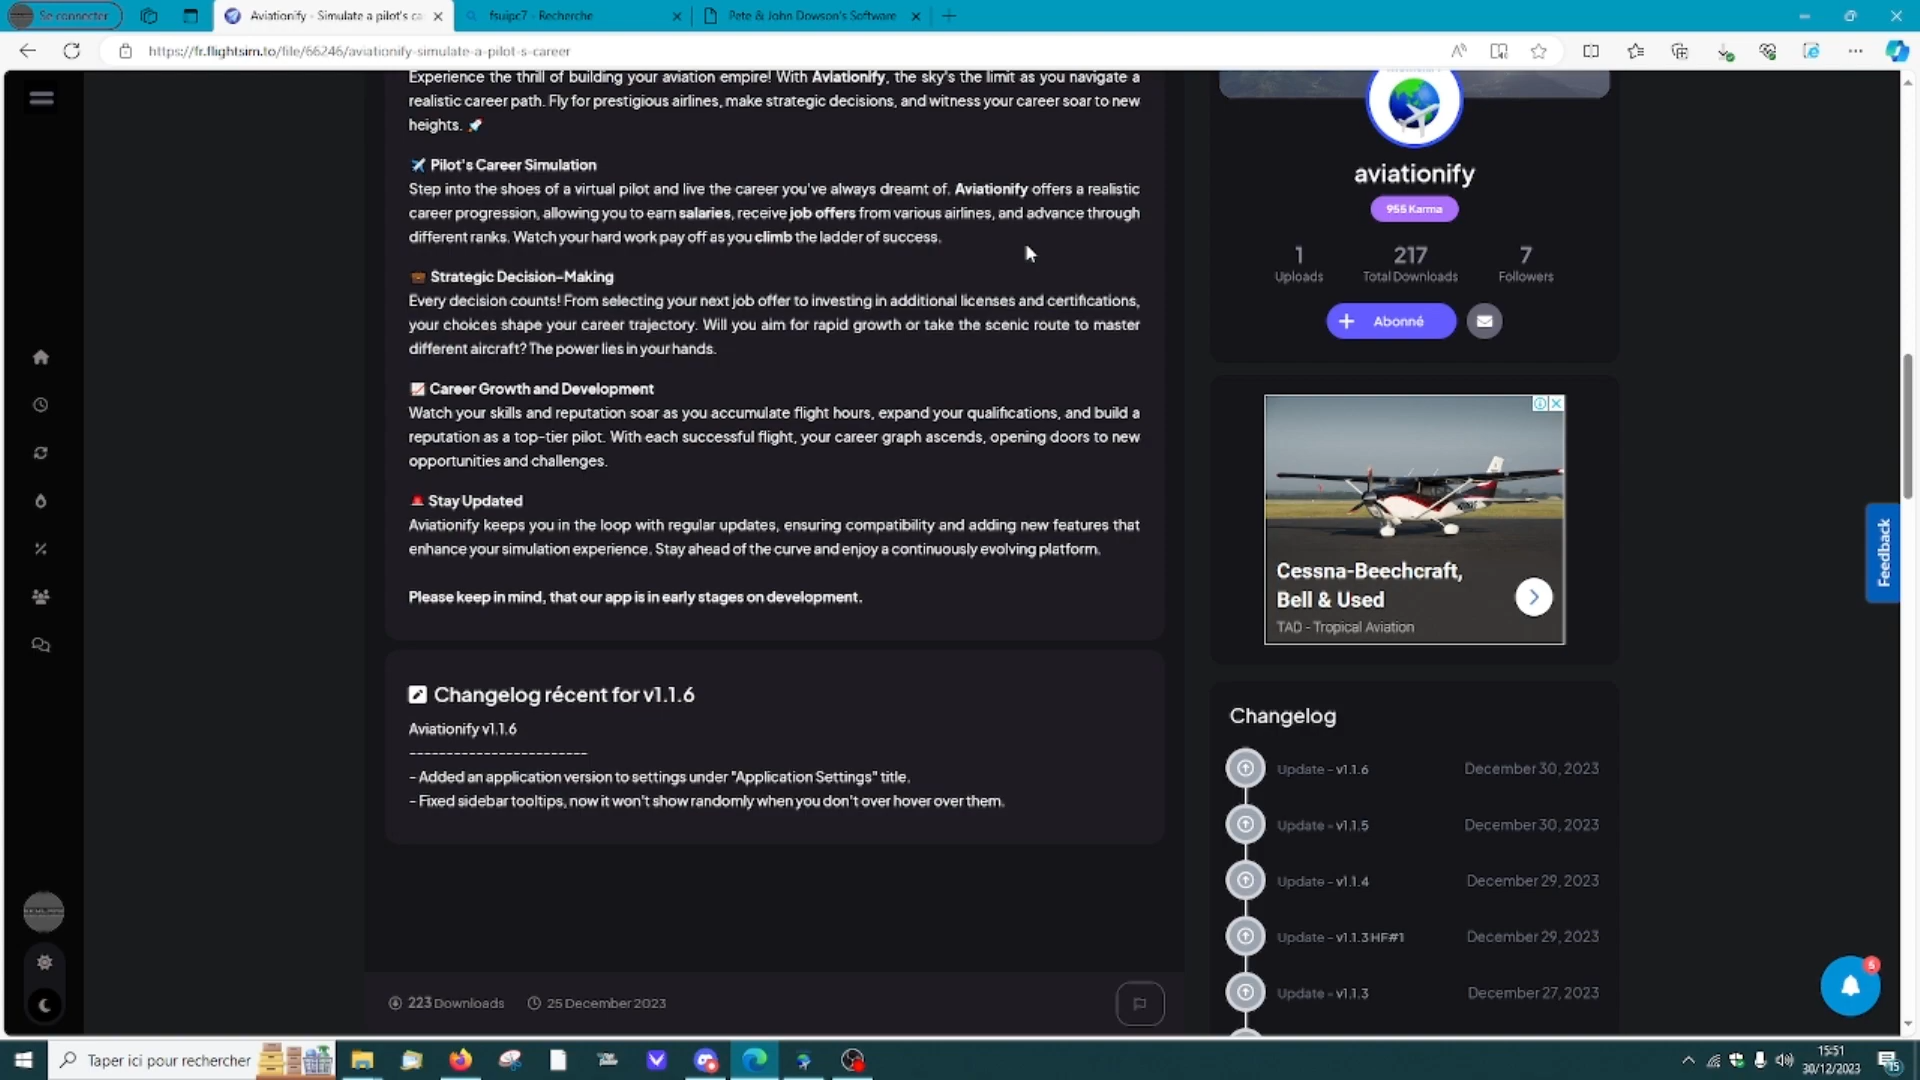 Se connecter
Aviationify - Simulate a pilot's ca
fsuipc7 - Recherche
Pete & John Dowson's Software
https://fr.flightsim.to/file/66246/aviationify-simulate-a-pilot-s-career
Experience the thrill of building your aviation empire! With Aviationify, the sky's the limit as you navigate a
realistic career path. Fly for prestigious airlines, make strategic decisions, and witness your career soar to new
heights. 🚀
✈️ Pilot's Career Simulation
Step into the shoes of a virtual pilot and live the career you've always dreamt of. Aviationify offers a realistic
career progression, allowing you to earn salaries, receive job offers from various airlines, and advance through
different ranks. Watch your hard work pay off as you climb the ladder of success.
💼 Strategic Decision-Making
Every decision counts! From selecting your next job offer to investing in additional licenses and certifications,
your choices shape your career trajectory. Will you aim for rapid growth or take the scenic route to master
different aircraft? The power lies in your hands.
📈 Career Growth and Development
Watch your skills and reputation soar as you accumulate flight hours, expand your qualifications, and build a
reputation as a top-tier pilot. With each successful flight, your career graph ascends, opening doors to new
opportunities and challenges.
🚨 Stay Updated
Aviationify keeps you in the loop with regular updates, ensuring compatibility and adding new features that
enhance your simulation experience. Stay ahead of the curve and enjoy a continuously evolving platform.
Please keep in mind, that our app is in early stages on development.
Changelog récent for v1.1.6
Aviationify v1.1.6
------------------------
- Added an application version to settings under "Application Settings" title.
- Fixed sidebar tooltips, now it won't show randomly when you don't over hover over them.
223 Downloads
25 December 2023
aviationify
955 Karma
1
Uploads
217
Total Downloads
7
Followers
+ Abonné
Cessna-Beechcraft,
Bell & Used
TAD - Tropical Aviation
Feedback
Changelog
Update - v1.1.6 December 30, 2023
Update - v1.1.5 December 30, 2023
Update - v1.1.4 December 29, 2023
Update - v1.1.3 HF#1 December 29, 2023
Update - v1.1.3 December 27, 2023
5
Taper ici pour rechercher
15:51
30/12/2023
15